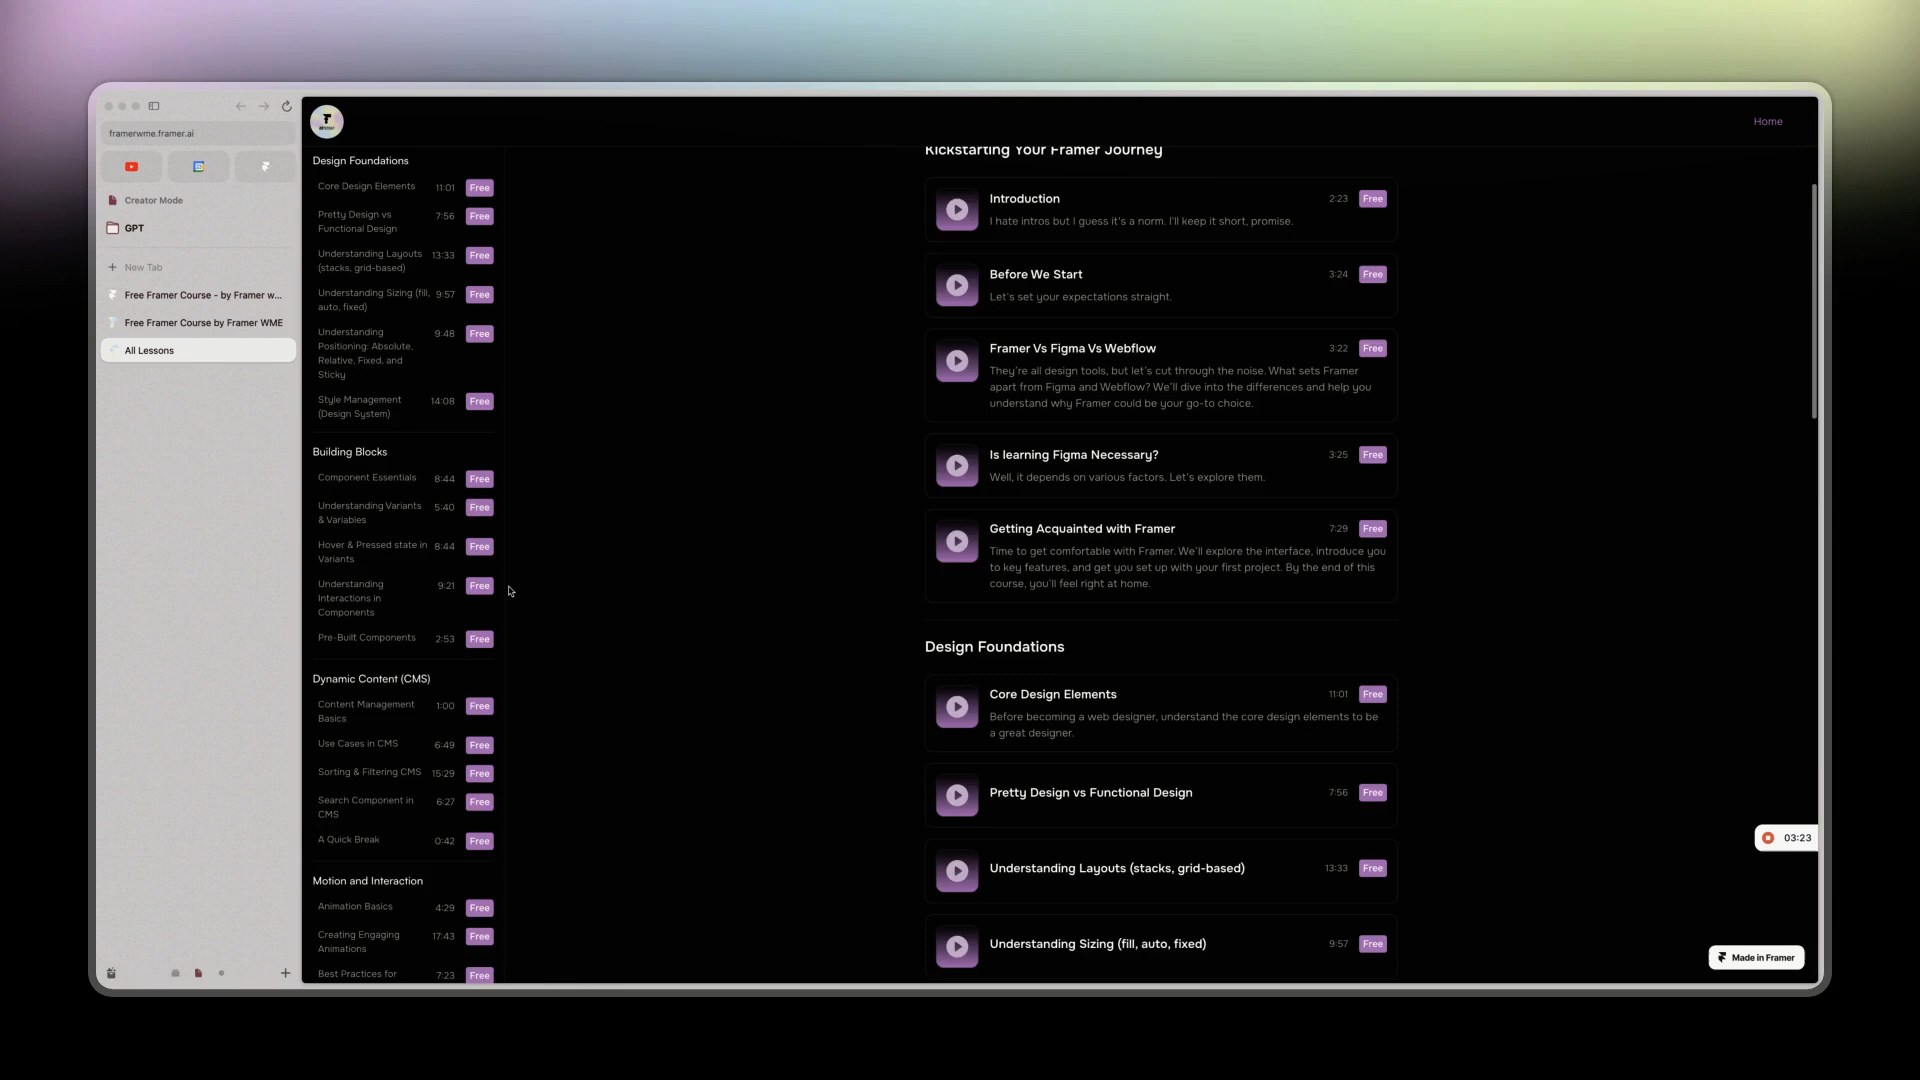 framerwme.framer.ai
Creator Mode
GPT
New Tab
Free Framer Course - by Framer w...
Free Framer Course by Framer WME
All Lessons
Home
Design Foundations
Core Design Elements 11:01 Free
Pretty Design vs 7:56 Free
Functional Design
Understanding Layouts 13:33 Free
(stacks, grid-based)
Understanding Sizing (fill, 9:57 Free
auto, fixed)
Understanding 9:48 Free
Positioning: Absolute,
Relative, Fixed, and
Sticky
Style Management 14:08 Free
(Design System)
Building Blocks
Component Essentials 8:44 Free
Understanding Variants 5:40 Free
& Variables
Hover & Pressed state in 8:44 Free
Variants
Understanding 9:21 Free
Interactions in
Components
Pre-Built Components 2:53 Free
Dynamic Content (CMS)
Content Management 1:00 Free
Basics
Use Cases in CMS 6:49 Free
Sorting & Filtering CMS 15:29 Free
Search Component in 6:27 Free
CMS
A Quick Break 0:42 Free
Motion and Interaction
Animation Basics 4:29 Free
Creating Engaging 17:43 Free
Animations
Best Practices for 7:23 Free
Kickstarting Your Framer Journey
Introduction 2:23 Free
I hate intros but I guess it's a norm. I'll keep it short, promise.
Before We Start 3:24 Free
Let's set your expectations straight.
Framer Vs Figma Vs Webflow 3:22 Free
They're all design tools, but let's cut through the noise. What sets Framer
apart from Figma and Webflow? We'll dive into the differences and help you
understand why Framer could be your go-to choice.
Is learning Figma Necessary? 3:25 Free
Well, it depends on various factors. Let's explore them.
Getting Acquainted with Framer 7:29 Free
Time to get comfortable with Framer. We'll explore the interface, introduce you
to key features, and get you set up with your first project. By the end of this
course, you'll feel right at home.
Design Foundations
Core Design Elements 11:01 Free
Before becoming a web designer, understand the core design elements to be
a great designer.
Pretty Design vs Functional Design 7:56 Free
Understanding Layouts (stacks, grid-based) 13:33 Free
Understanding Sizing (fill, auto, fixed) 9:57 Free
03:23
Made in Framer